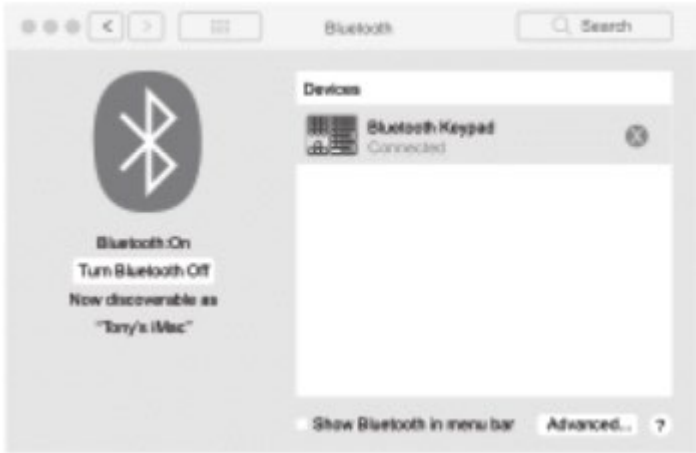 Bluetooth
Search
Devices
Bluetooth Keypad
Connected
Bluetooth:On
Turn Bluetooth Off
Now discoverable as
"Tony's iMac"
Show Bluetooth in menu bar
Advanced...
?